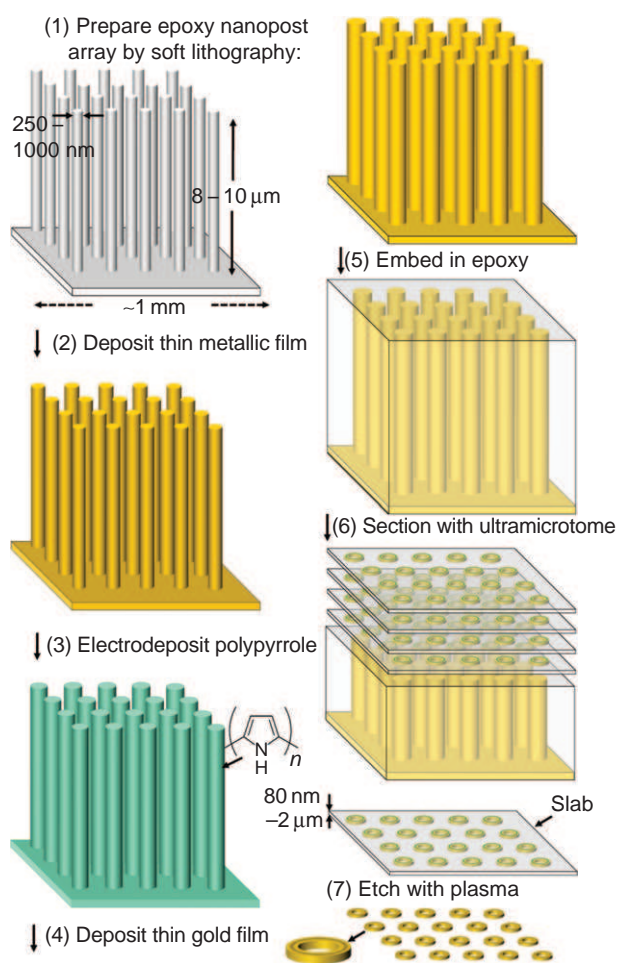 (1) Prepare epoxy nanopost
array by soft lithography:
250 –
1000 nm
8 – 10 μm
~1 mm
(2) Deposit thin metallic film
(3) Electrodeposit polypyrrole
N
H
n
(4) Deposit thin gold film
(5) Embed in epoxy
(6) Section with ultramicrotome
80 nm
–2 μm
Slab
(7) Etch with plasma